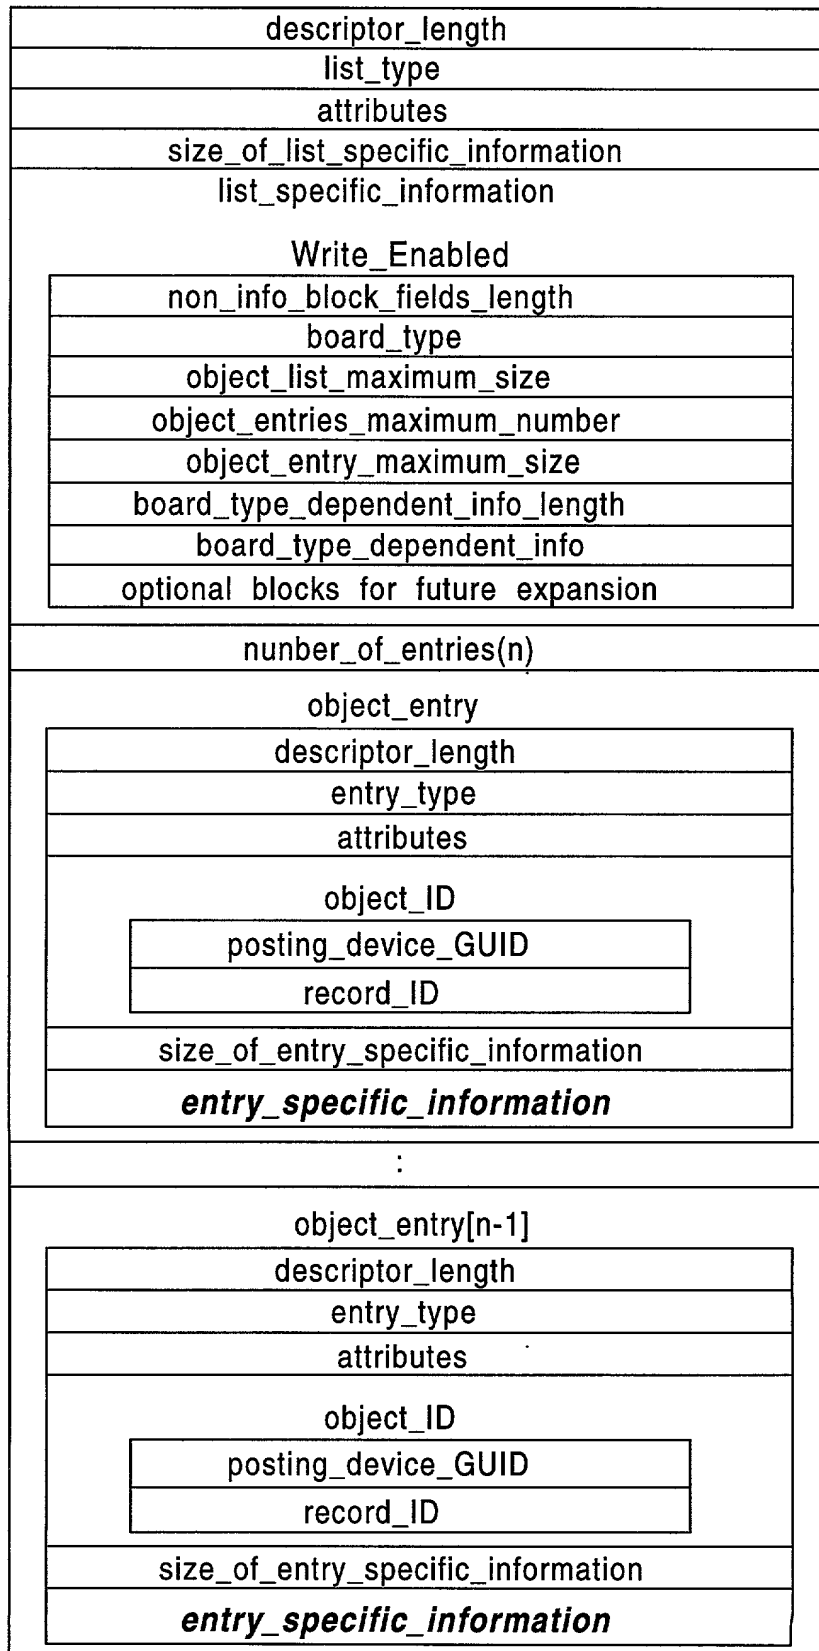 descriptor_length
list_type
attributes
size_of_list_specific_information
list_specific_information
Write_Enabled
non_info_block_fields_length
board_type
object_list_maximum_size
object_entries_maximum_number
object_entry_maximum_size
board_type_dependent_info_length
board_type_dependent_info
optional blocks for future expansion
nunber_of_entries(n)
object_entry
descriptor_length
entry_type
attributes
object_ID
posting_device_GUID
record_ID
size_of_entry_specific_information
entry_specific_information
:
object_entry[n-1]
descriptor_length
entry_type
attributes
object_ID
posting_device_GUID
record_ID
size_of_entry_specific_information
entry_specific_information